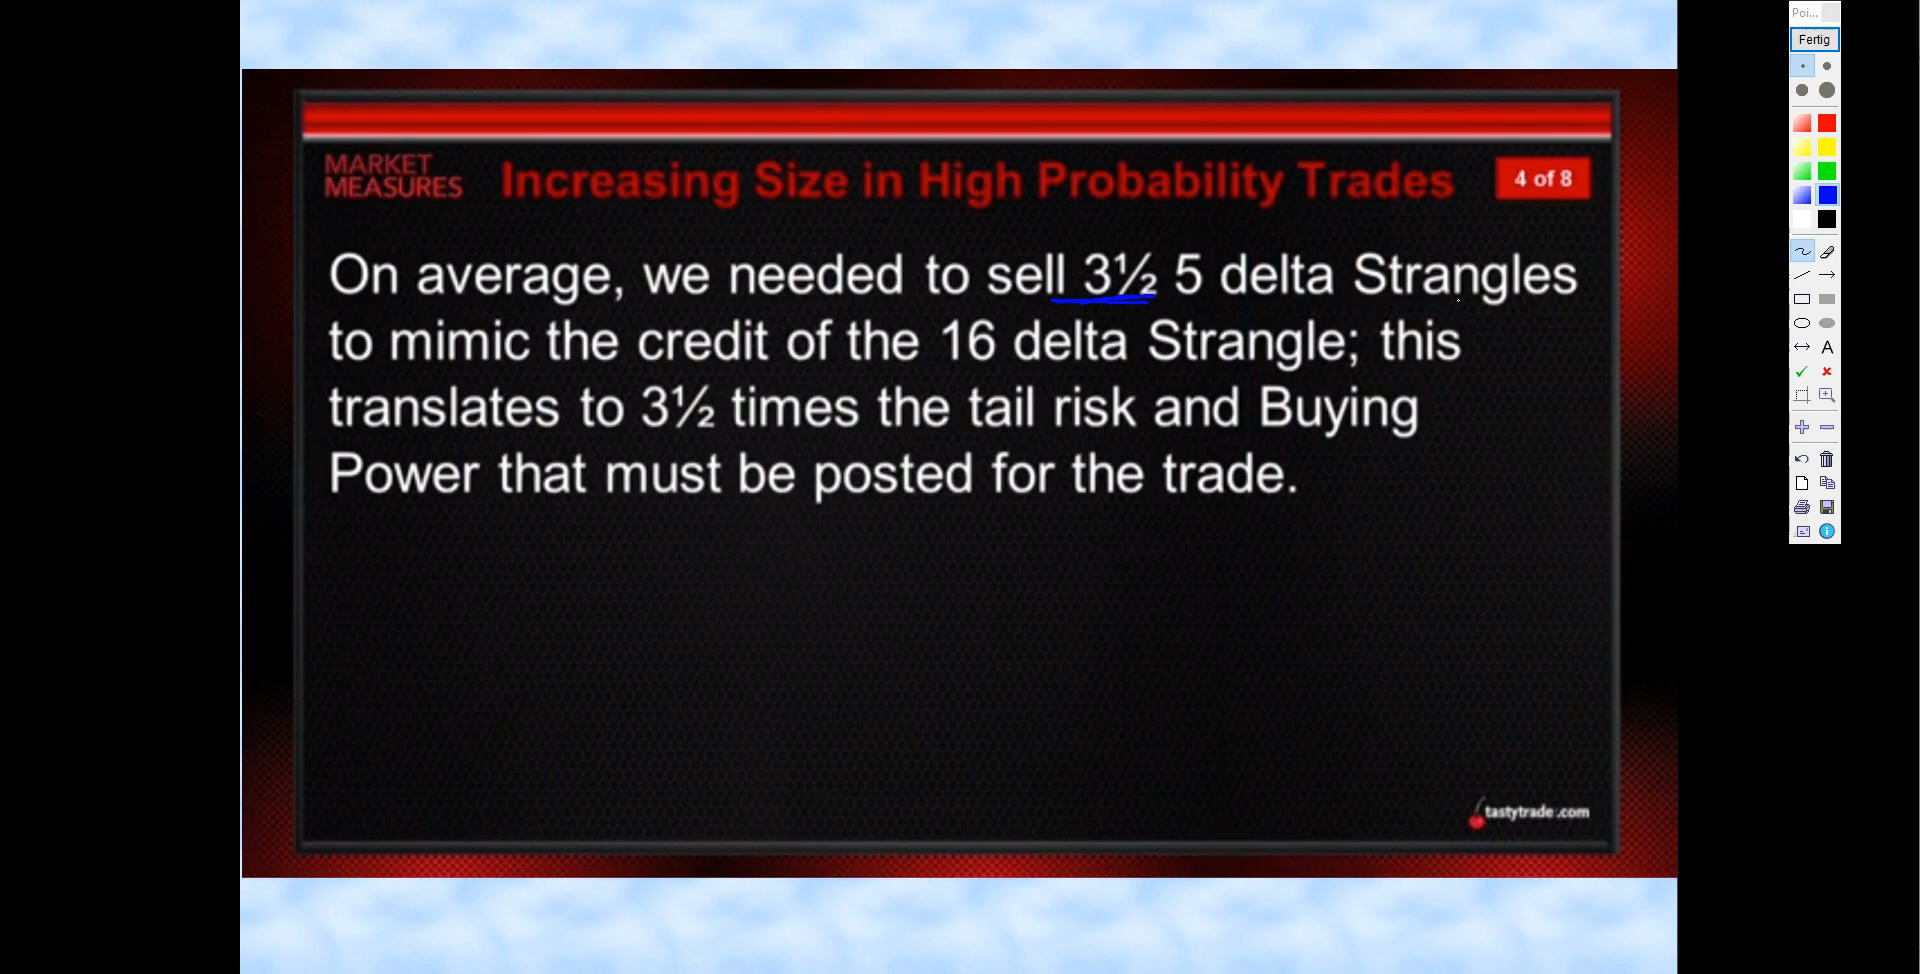 MARKET
MEASURES
Increasing Size in High Probability Trades
4 of 8
On average, we needed to sell 3½ 5 delta Strangles
to mimic the credit of the 16 delta Strangle; this
translates to 3½ times the tail risk and Buying
Power that must be posted for the trade.
tastytrade.com
Poi...
Fertig
A